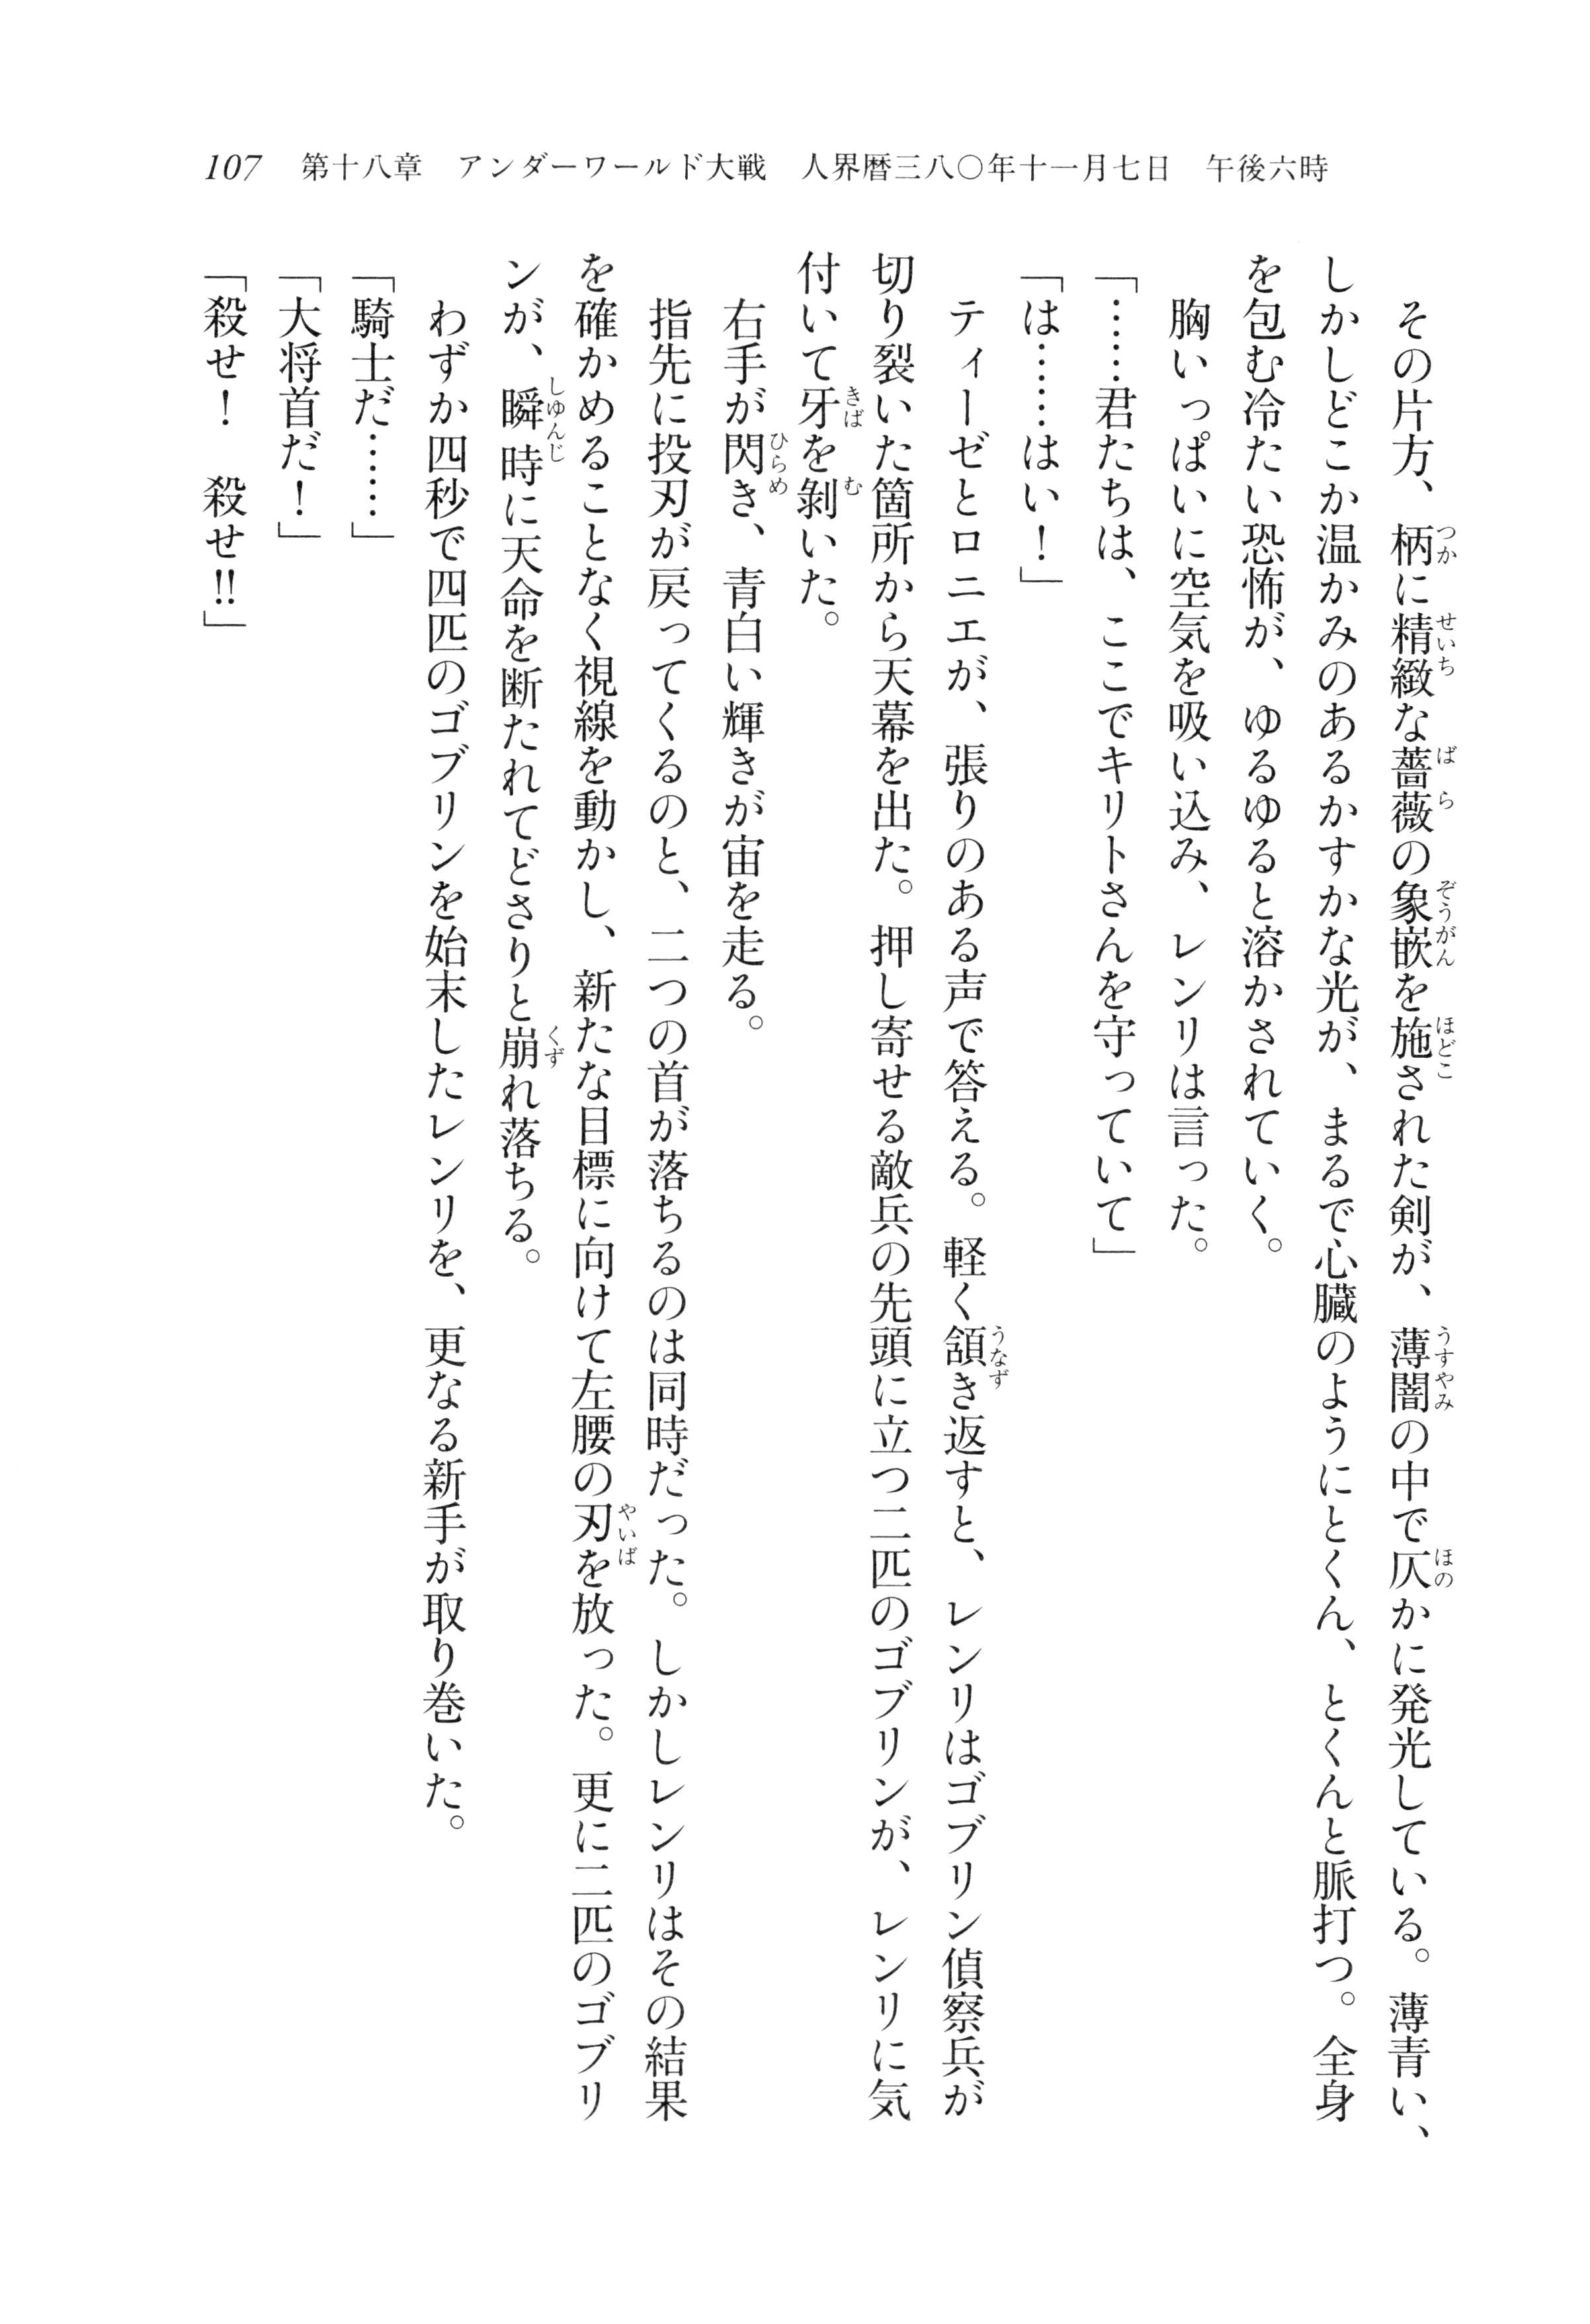 107　第十八章　アンダーワールド大戦　人界暦三八〇年十一月七日　午後六時
　その片方、柄に精緻な薔薇の象嵌を施された剣が、薄闇の中で仄かに発光している。薄青い、
しかしどこか温かみのあるかすかな光が、まるで心臓のようにとくん、とくんと脈打つ。全身
を包む冷たい恐怖が、ゆるゆると溶かされていく。
　胸いっぱいに空気を吸い込み、レンリは言った。
「……君たちは、ここでキリトさんを守っていて」
「は……はい！」
　ティーゼとロニエが、張りのある声で答える。軽く頷き返すと、レンリはゴブリン偵察兵が
切り裂いた箇所から天幕を出た。押し寄せる敵兵の先頭に立つ二匹のゴブリンが、レンリに気
付いて牙を剝いた。
　右手が閃き、青白い輝きが宙を走る。
　指先に投刃が戻ってくるのと、二つの首が落ちるのは同時だった。しかしレンリはその結果
を確かめることなく視線を動かし、新たな目標に向けて左腰の刃を放った。更に二匹のゴブリ
ンが、瞬時に天命を断たれてどさりと崩れ落ちる。
　わずか四秒で四匹のゴブリンを始末したレンリを、更なる新手が取り巻いた。
「騎士だ……」
「大将首だ！」
「殺せ！　殺せ‼」